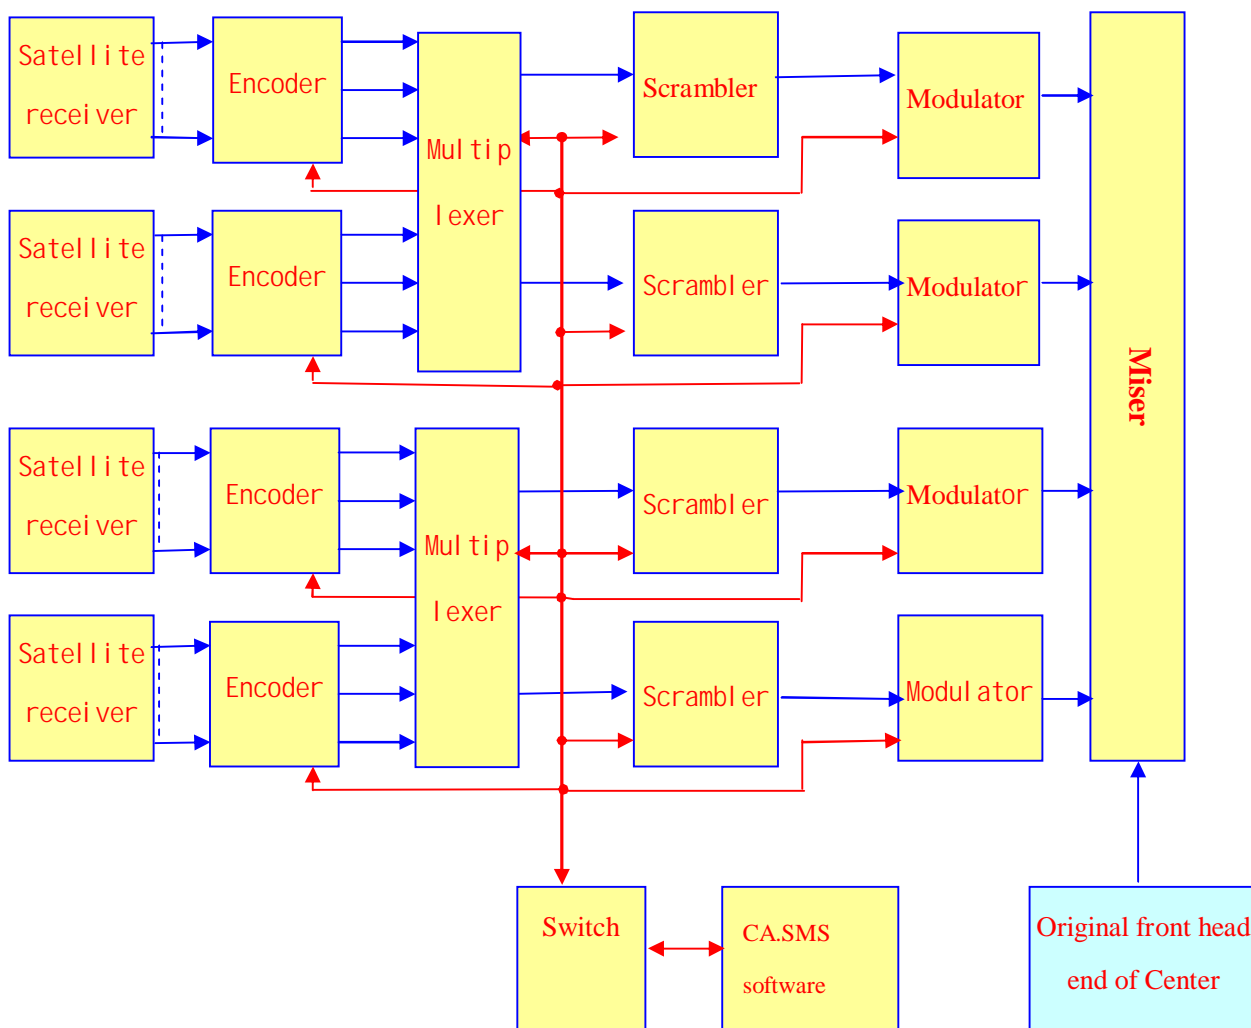 Satellite
receiver
Encoder
Multip
lexer
Scrambler
Modulator
Satellite
receiver
Encoder
Scrambler
Modulator
Miser
Satellite
receiver
Encoder
Multip
lexer
Scrambler
Modulator
Satellite
receiver
Encoder
Scrambler
Modulator
Switch
CA.SMS
software
Original front head
end of Center